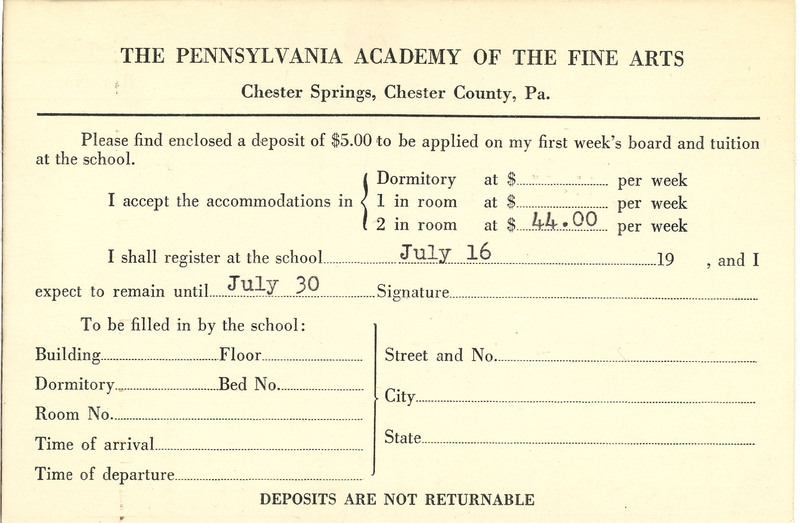 THE PENNSYLVANIA ACADEMY OF THE FINE ARTS
Chester Springs, Chester County, Pa.
Please find enclosed a deposit of $5.00 to be applied on my first week's board and tuition
at the school.
Dormitory at $ per week
I accept the accommodations in 1 in room at $ per week
2 in room at $ 44.00 per week
I shall register at the school July 16 19 , and I
expect to remain until July 30 Signature
To be filled in by the school:
Building Floor
Dormitory Bed No.
Room No.
Time of arrival
Time of departure
Street and No.
City
State
DEPOSITS ARE NOT RETURNABLE